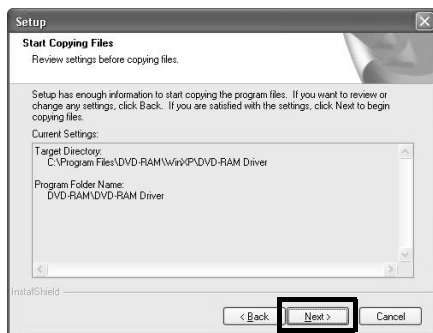 Setup
Start Copying Files
Review settings before copying files.
Setup has enough information to start copying the program files. If you want to review or
change any settings, click Back. If you are satisfied with the settings, click Next to begin
copying files.
Current Settings:
Target Directory:
C:\Program Files\DVD-RAM\WinXP\DVD-RAM Driver
Program Folder Name:
DVD-RAM\DVD-RAM Driver
InstallShield
< Back
Next >
Cancel